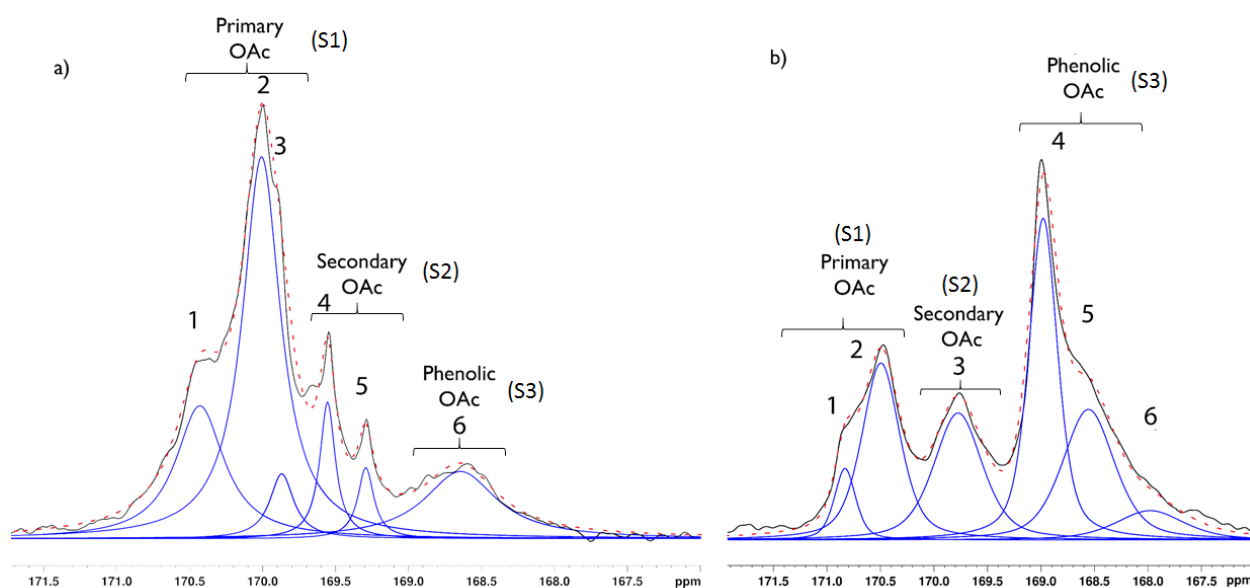 a)
Primary
OAc
(S1)
1
2
3
Secondary
OAc
(S2)
4
5
Phenolic
OAc
(S3)
6
171.5 171.0 170.5 170.0 169.5 169.0 168.5 168.0 167.5 ppm
b)
(S1)
Primary
OAc
1
2
(S2)
Secondary
OAc
3
Phenolic
OAc
(S3)
4
5
6
171.5 171.0 170.5 170.0 169.5 169.0 168.5 168.0 167.5 ppm